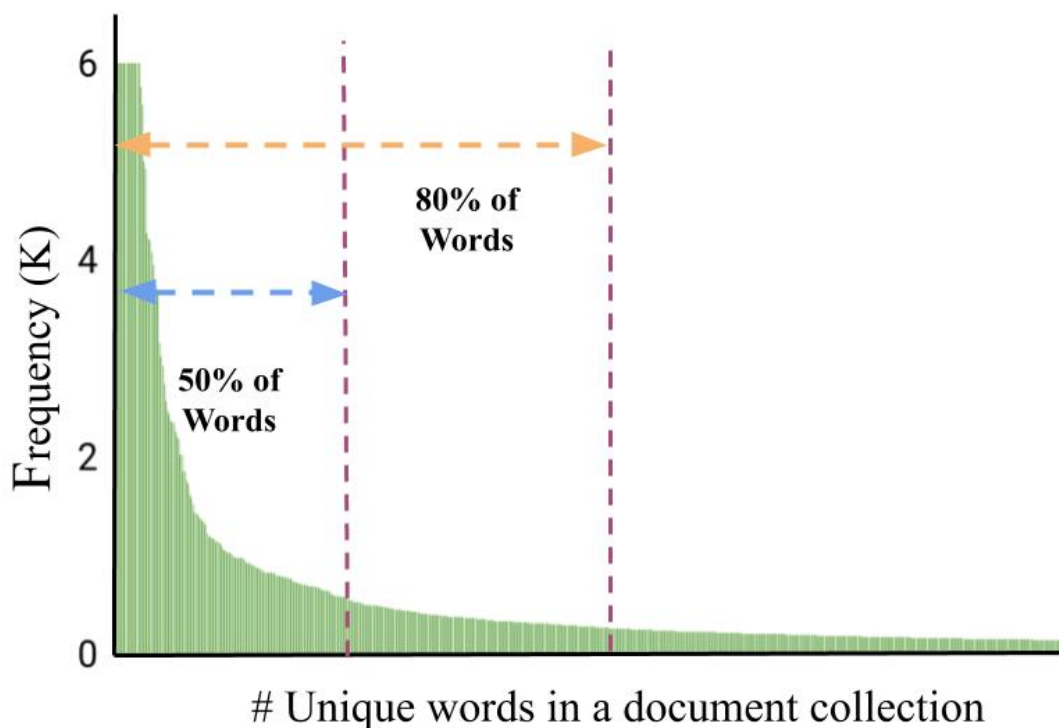 6
4
2
0
Frequency (K)
80% of
Words
50% of
Words
# Unique words in a document collection